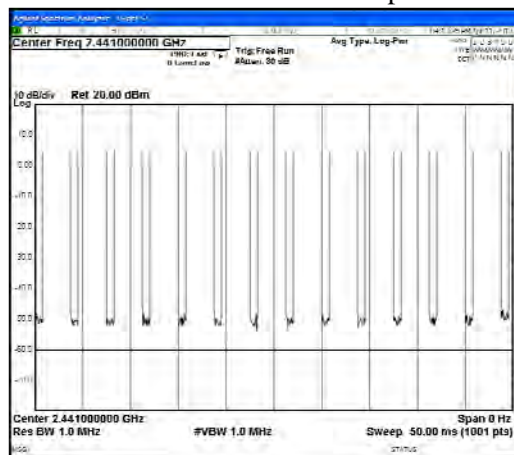 Agilent Spectrum Analyzer
RL
Center Freq 2.441000000 GHz
Trig: Free Run
#Atten: 30 dB
Avg Type: Log-Pwr
10 dB/div Ref 20.00 dBm
Log
10.0
0.00
-10.0
-20.0
-30.0
-40.0
-50.0
-60.0
Center 2.441000000 GHz
Res BW 1.0 MHz
#VBW 1.0 MHz
Span 0 Hz
Sweep 50.00 ms (1001 pts)
MSG
STATUS